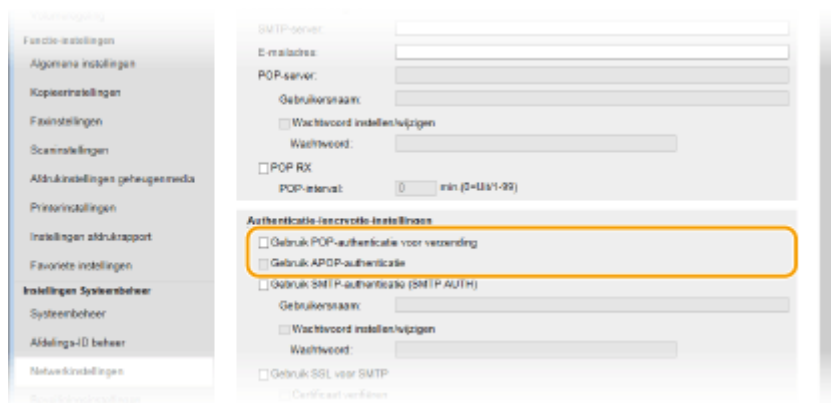 Functie-instellingen
Algemene instellingen
Kopieerinstellingen
Faxinstellingen
Scaninstellingen
Afdrukinstellingen geheugenmedia
Printerinstellingen
Instellingen afdrukrapport
Favoriete instellingen
Instellingen Systeembeheer
Systeembeheer
Afdelings-ID beheer
Netwerkinstellingen
SMTP-server:
E-mailadres:
POP-server:
Gebruikersnaam:
Wachtwoord instellen/wijzigen
Wachtwoord:
POP RX
POP-interval: 0 min.(0=Uit/1-99)
Authenticatie-/encryptie-instellingen
Gebruik POP-authenticatie voor verzending
Gebruik APOP-authenticatie
Gebruik SMTP-authenticatie (SMTP AUTH)
Gebruikersnaam:
Wachtwoord instellen/wijzigen
Wachtwoord:
Gebruik SSL voor SMTP
Certificaat verifiëren